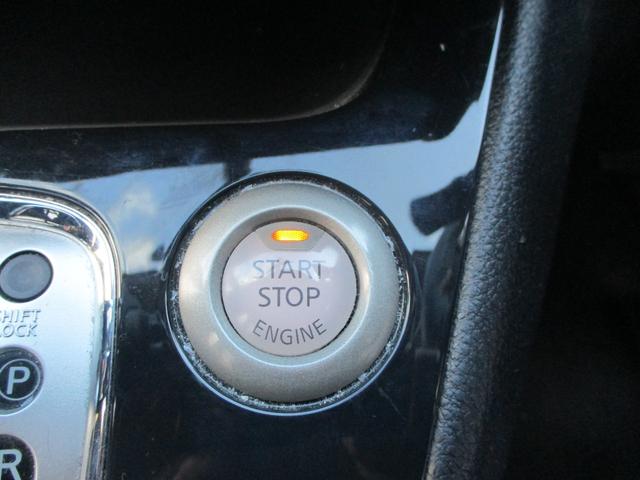 START
STOP
ENGINE
SHIFT
LOCK
P
R